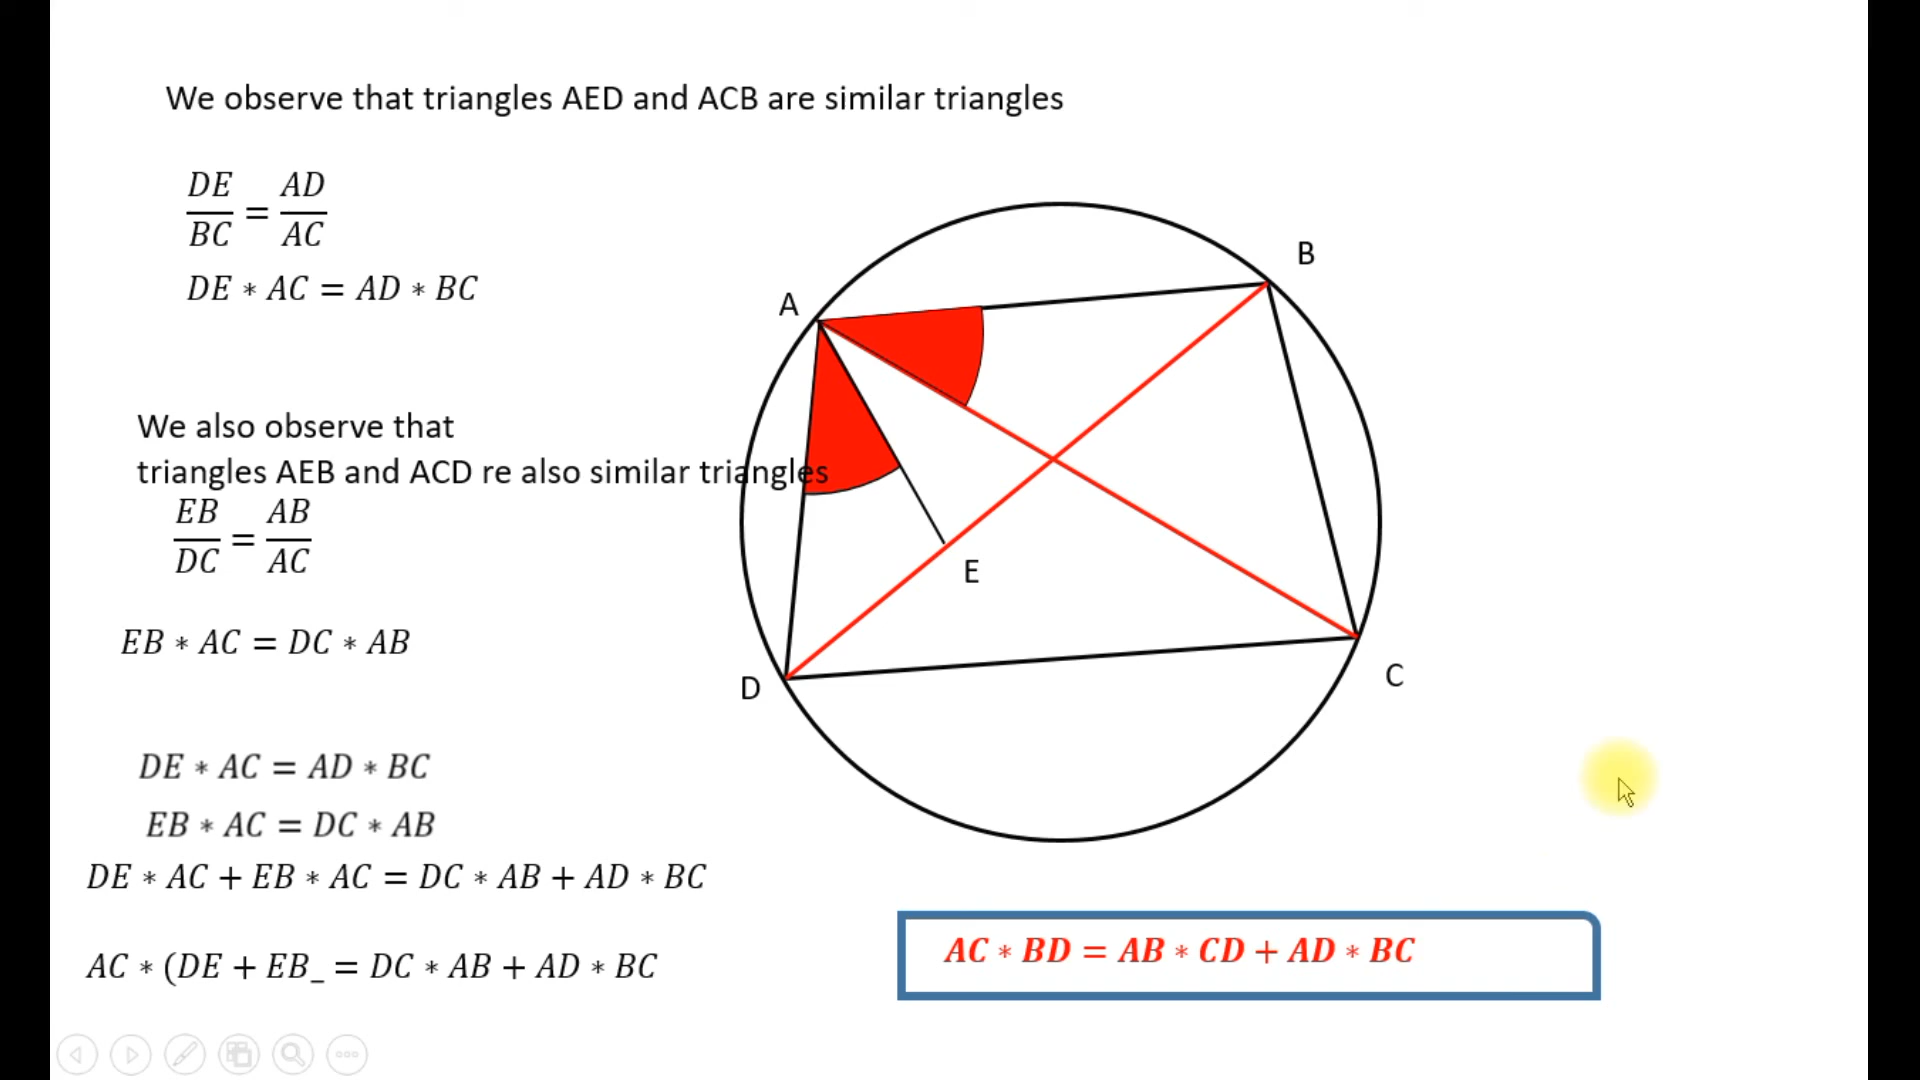 We observe that triangles AED and ACB are similar triangles
DE/BC = AD/AC
DE * AC = AD * BC
We also observe that
triangles AEB and ACD re also similar triangles
EB/DC = AB/AC
EB * AC = DC * AB
DE * AC = AD * BC
EB * AC = DC * AB
DE * AC + EB * AC = DC * AB + AD * BC
AC * (DE + EB_ = DC * AB + AD * BC
A
B
E
D
C
AC * BD = AB * CD + AD * BC